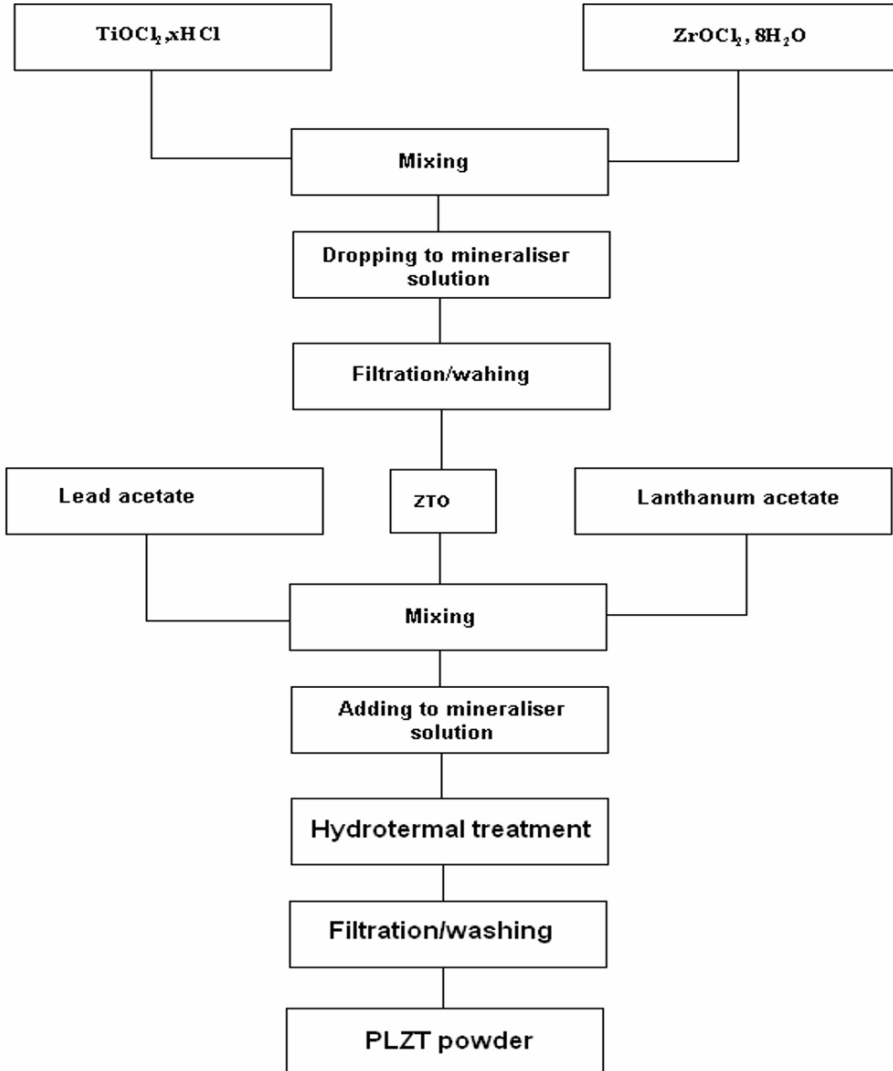 TiOCl₂,xHCl
ZrOCl₂, 8H₂O
Mixing
Dropping to mineraliser
solution
Filtration/wahing
Lead acetate
ZTO
Lanthanum acetate
Mixing
Adding to mineraliser
solution
Hydrotermal treatment
Filtration/washing
PLZT powder